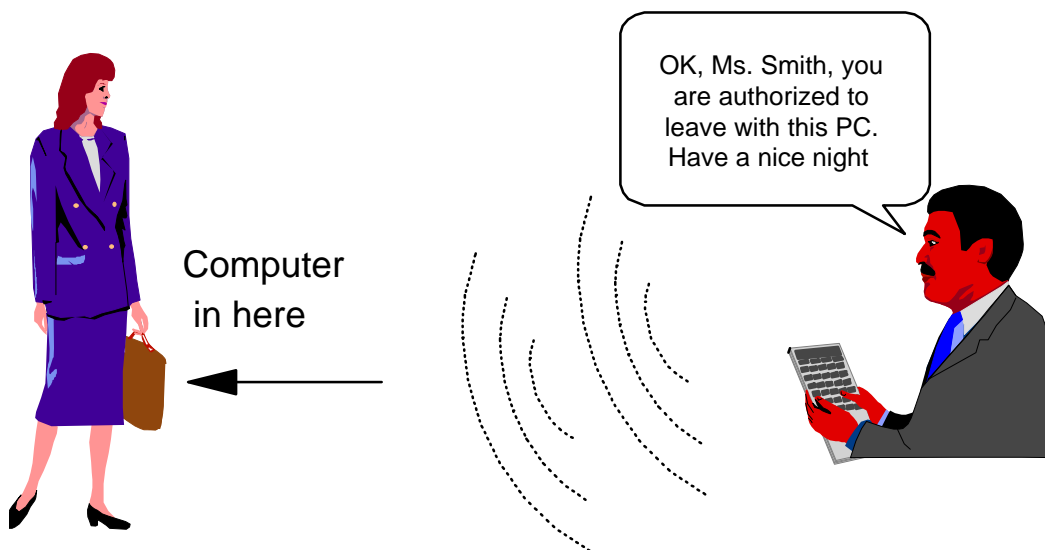 OK, Ms. Smith, you
are authorized to
leave with this PC.
Have a nice night
Computer
in here